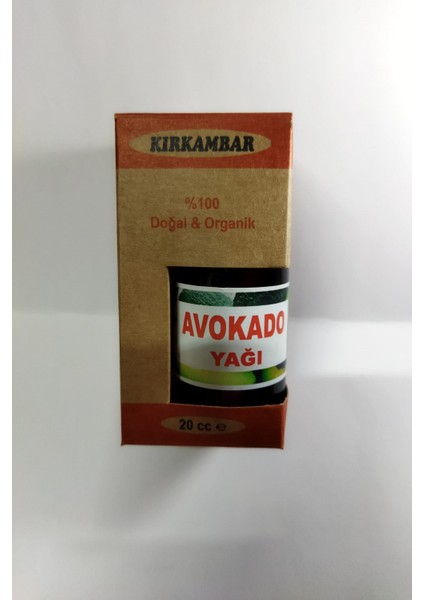 KIRKAMBAR
%100
Doğal & Organik
AVOKADO
YAĞI
20 cc ℮